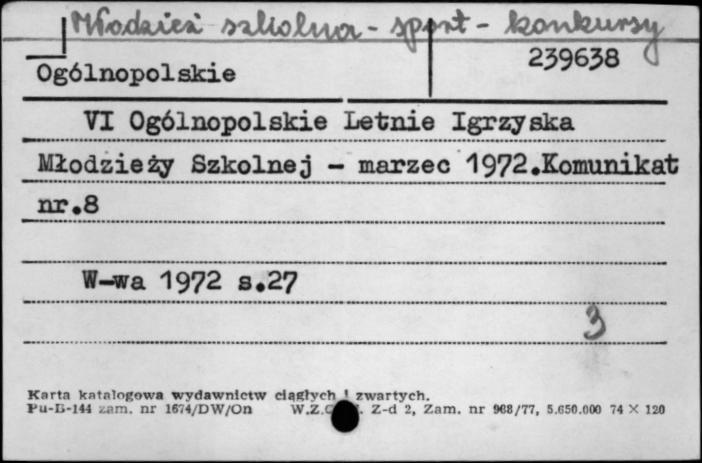 Młodzież szkolna - sport - konkursy
239638
Ogólnopolskie
VI Ogólnopolskie Letnie Igrzyska
Młodzieży Szkolnej - marzec 1972.Komunikat
nr.8
W-wa 1972 s.27
3
Karta katalogowa wydawnictw ciągłych i zwartych.
Pu-B-144 zam. nr 1674/DW/On W.Z. Z-d 2, Zam. nr 968/77, 5.650.000 74 X 120